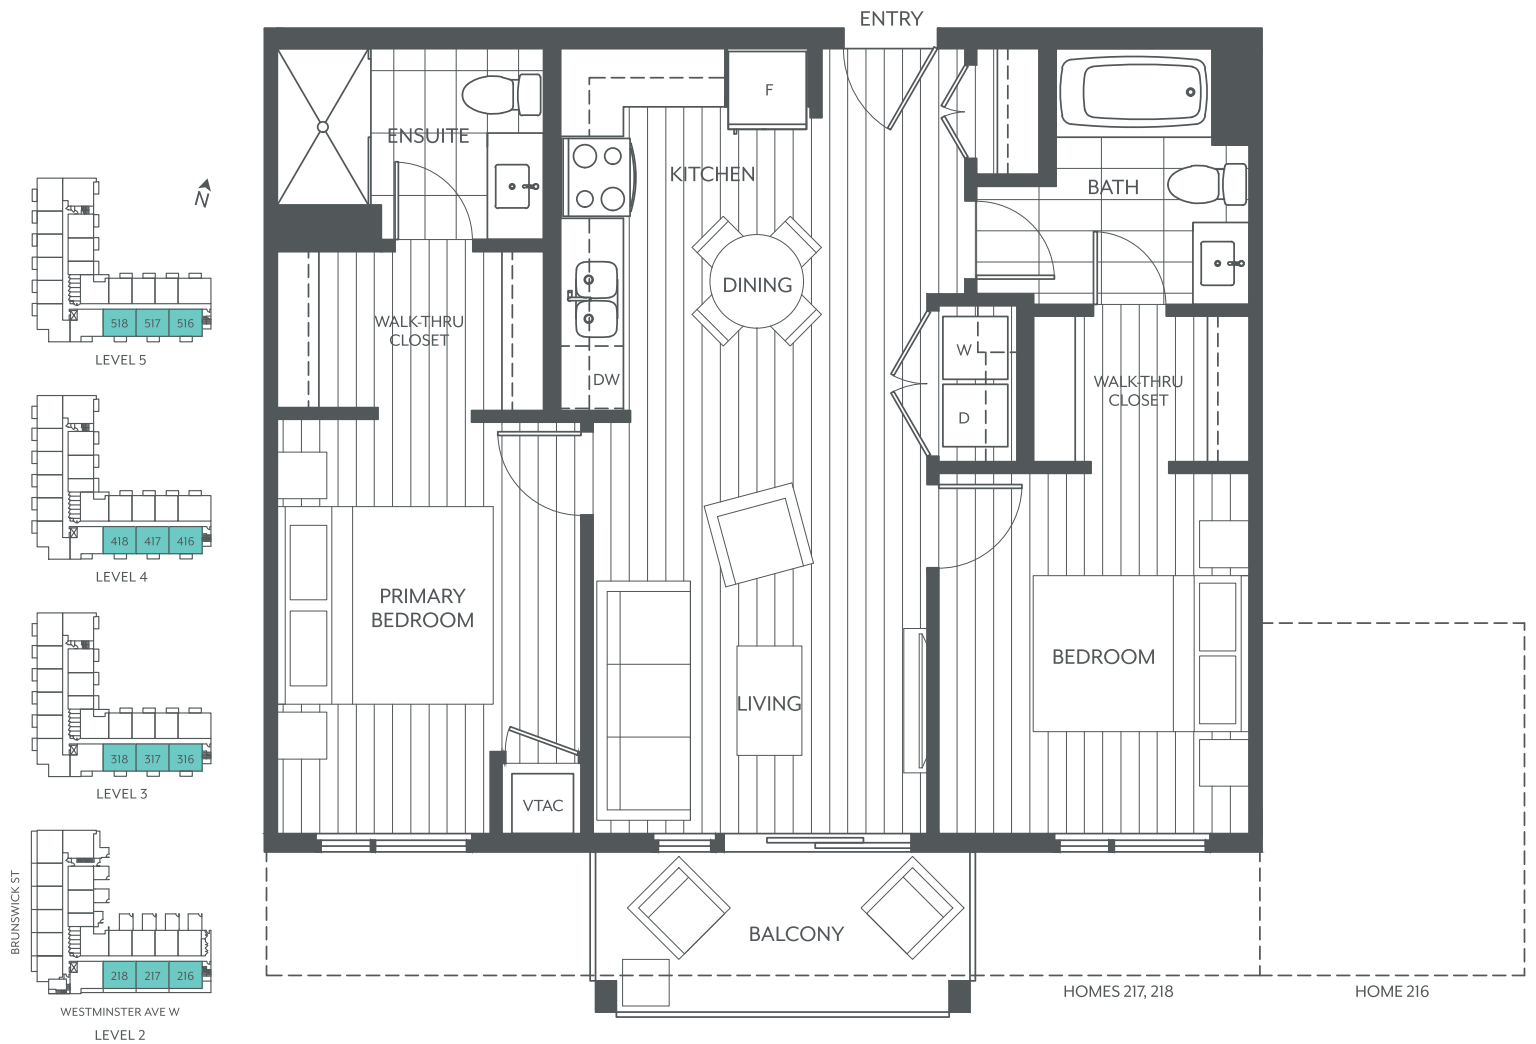 ENTRY
F
ENSUITE
KITCHEN
BATH
DINING
WALK-THRU
CLOSET
DW
W
D
WALK-THRU
CLOSET
PRIMARY
BEDROOM
BEDROOM
LIVING
VTAC
BALCONY
HOMES 217, 218
HOME 216
N
518 517 516
LEVEL 5
418 417 416
LEVEL 4
318 317 316
LEVEL 3
BRUNSWICK ST
218 217 216
WESTMINSTER AVE W
LEVEL 2